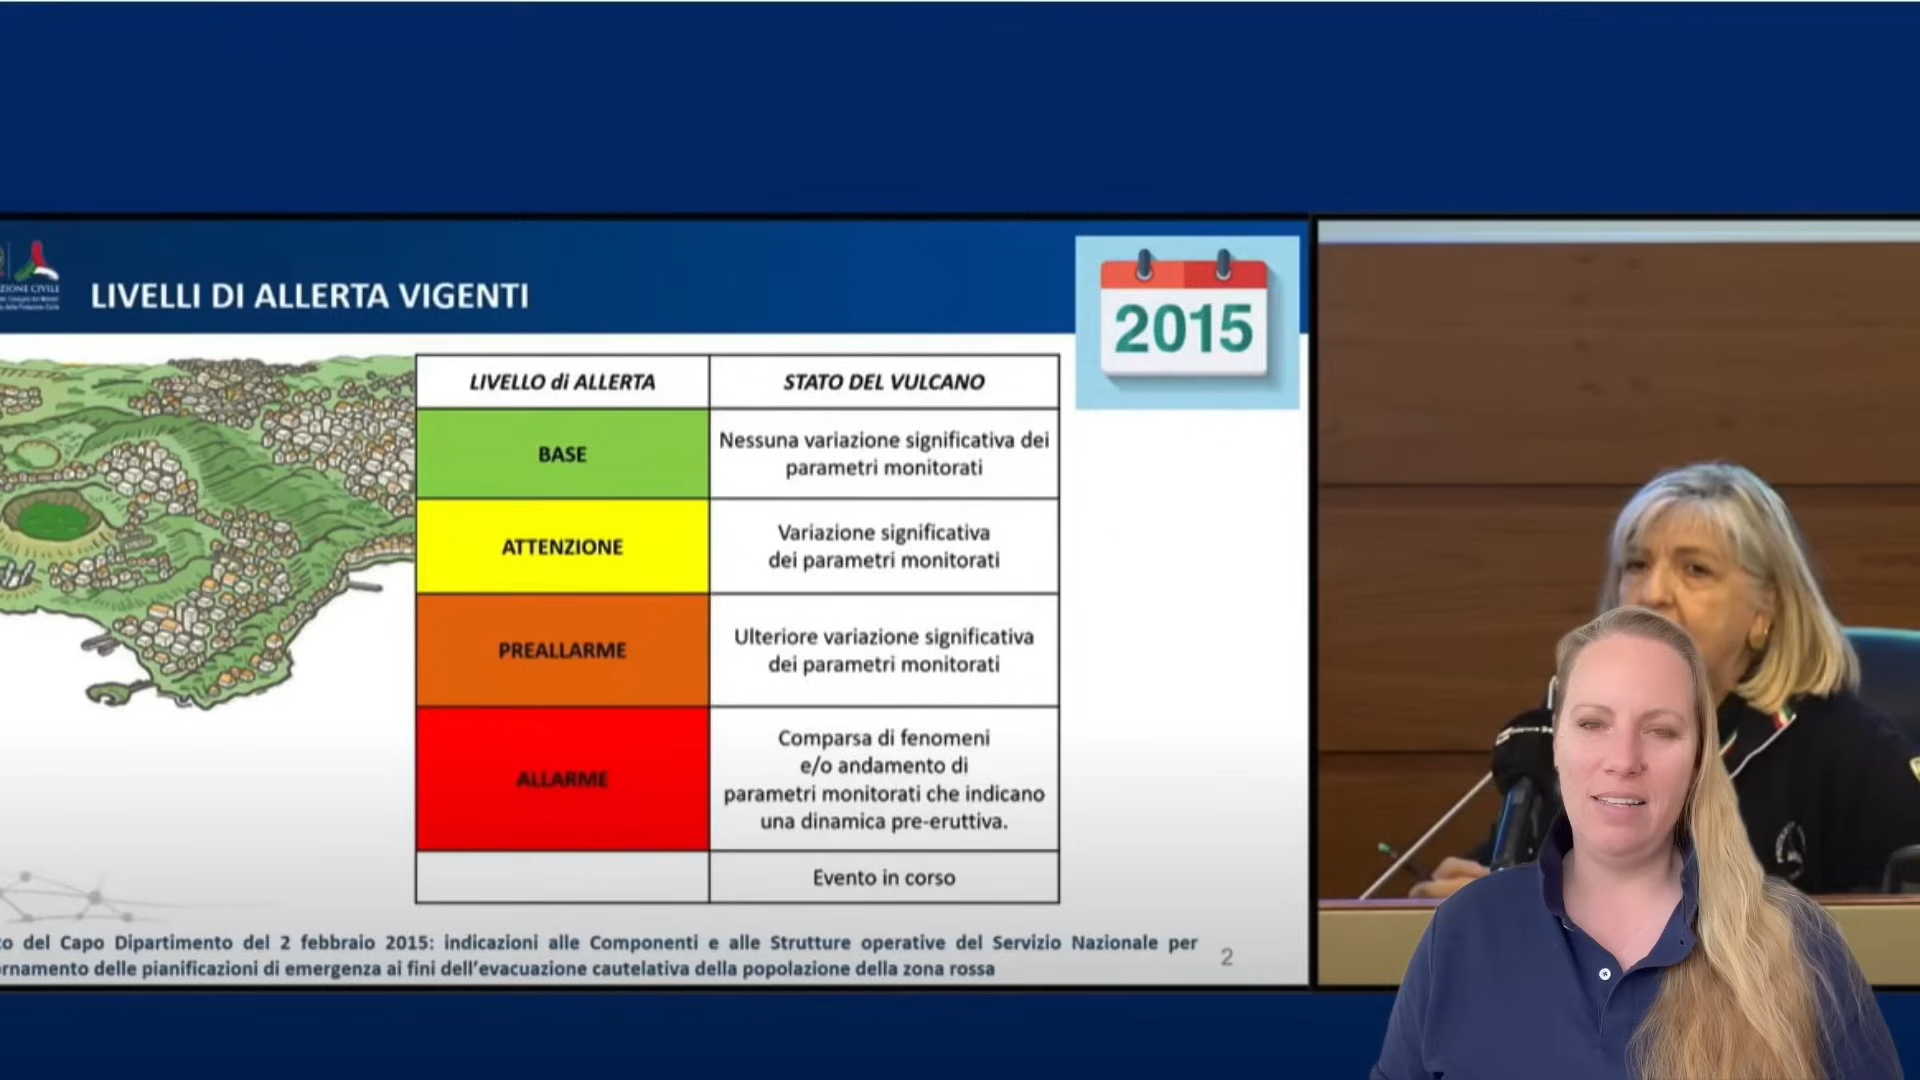 ZIONE CIVILE
LIVELLI DI ALLERTA VIGENTI
2015
LIVELLO di ALLERTA
STATO DEL VULCANO
BASE
Nessuna variazione significativa dei
parametri monitorati
ATTENZIONE
Variazione significativa
dei parametri monitorati
PREALLARME
Ulteriore variazione significativa
dei parametri monitorati
ALLARME
Comparsa di fenomeni
e/o andamento di
parametri monitorati che indicano
una dinamica pre-eruttiva.
Evento in corso
to del Capo Dipartimento del 2 febbraio 2015: indicazioni alle Componenti e alle Strutture operative del Servizio Nazionale per
ornamento delle pianificazioni di emergenza ai fini dell'evacuazione cautelativa della popolazione della zona rossa
2